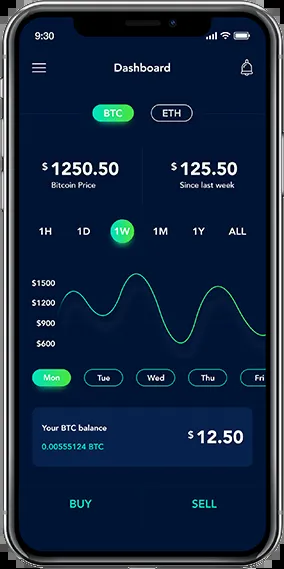 9:30
Dashboard
BTC ETH
$ 1250.50 $ 125.50
Bitcoin Price Since last week
1H 1D 1W 1M 1Y ALL
$1500
$1200
$900
$600
Mon Tue Wed Thu Fri
Your BTC balance
0.00555124 BTC
$ 12.50
BUY SELL